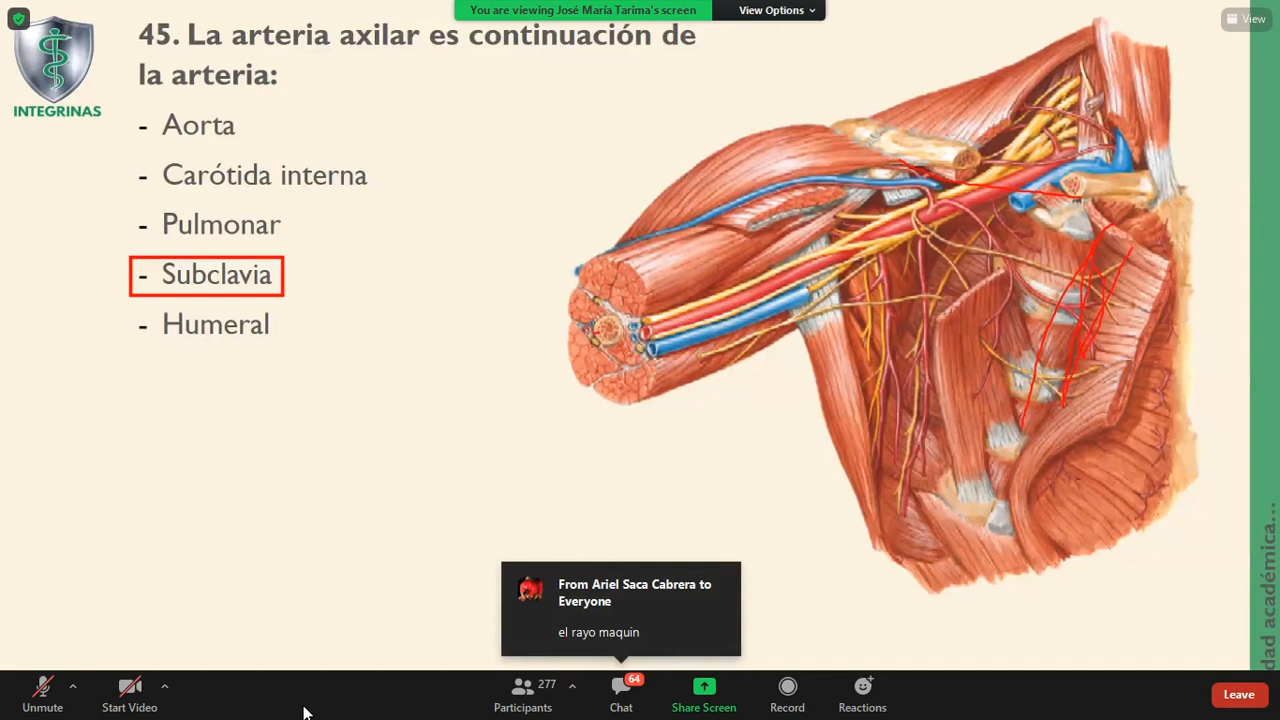 You are viewing José María Tarima's screen
View Options
View
INTEGRINAS
45. La arteria axilar es continuación de
la arteria:
- Aorta
- Carótida interna
- Pulmonar
- Subclavia
- Humeral
dad académica...
From Ariel Saca Cabrera to
Everyone
el rayo maquin
Unmute
Start Video
277
Participants
64
Chat
Share Screen
Record
Reactions
Leave